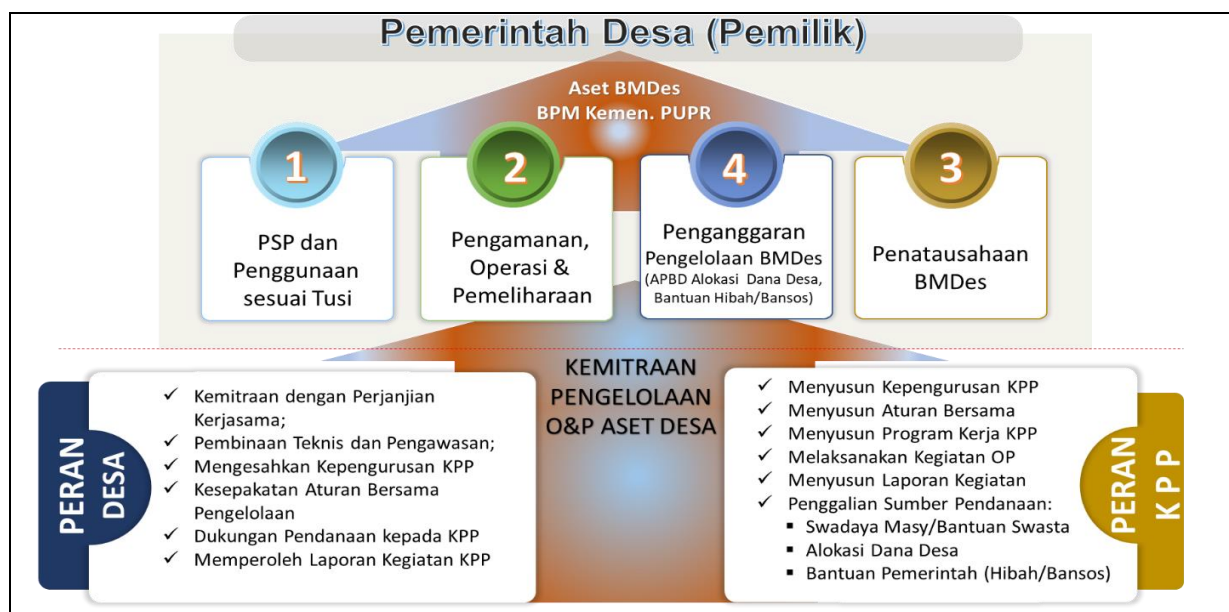 Pemerintah Desa (Pemilik)
Aset BMDes
BPM Kemen. PUPR
1
PSP dan
Penggunaan
sesuai Tusi
2
Pengamanan,
Operasi &
Pemeliharaan
4
Penganggaran
Pengelolaan BMDes
(APBD Alokasi Dana Desa,
Bantuan Hibah/Bansos)
3
Penatausahaan
BMDes
KEMITRAAN
PENGELOLAAN
O&P ASET DESA
PERAN
DESA
✓ Kemitraan dengan Perjanjian
Kerjasama;
✓ Pembinaan Teknis dan Pengawasan;
✓ Mengesahkan Kepengurusan KPP
✓ Kesepakatan Aturan Bersama
Pengelolaan
✓ Dukungan Pendanaan kepada KPP
✓ Memperoleh Laporan Kegiatan KPP
✓ Menyusun Kepengurusan KPP
✓ Menyusun Aturan Bersama
✓ Menyusun Program Kerja KPP
✓ Melaksanakan Kegiatan OP
✓ Menyusun Laporan Kegiatan
✓ Penggalian Sumber Pendanaan:
▪ Swadaya Masy/Bantuan Swasta
▪ Alokasi Dana Desa
▪ Bantuan Pemerintah (Hibah/Bansos)
PERAN
KPP